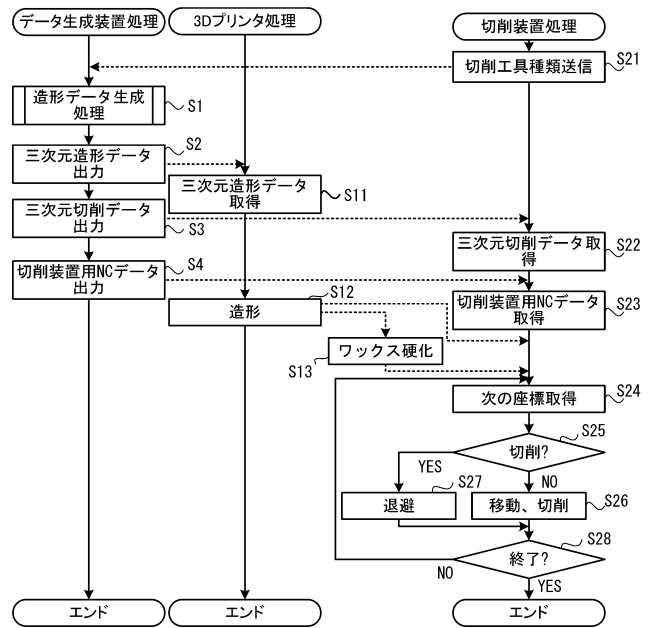 データ生成装置処理
3Dプリンタ処理
切削装置処理
切削工具種類送信
S21
造形データ生成
処理
S1
三次元造形データ
出力
S2
三次元造形データ
取得
S11
三次元切削データ
出力
S3
三次元切削データ取
得
S22
切削装置用NCデータ
出力
S4
切削装置用NCデータ
取得
S23
造形
S12
ワックス硬化
S13
次の座標取得
S24
切削?
S25
YES
NO
退避
S27
移動、切削
S26
終了?
S28
NO
YES
エンド
エンド
エンド